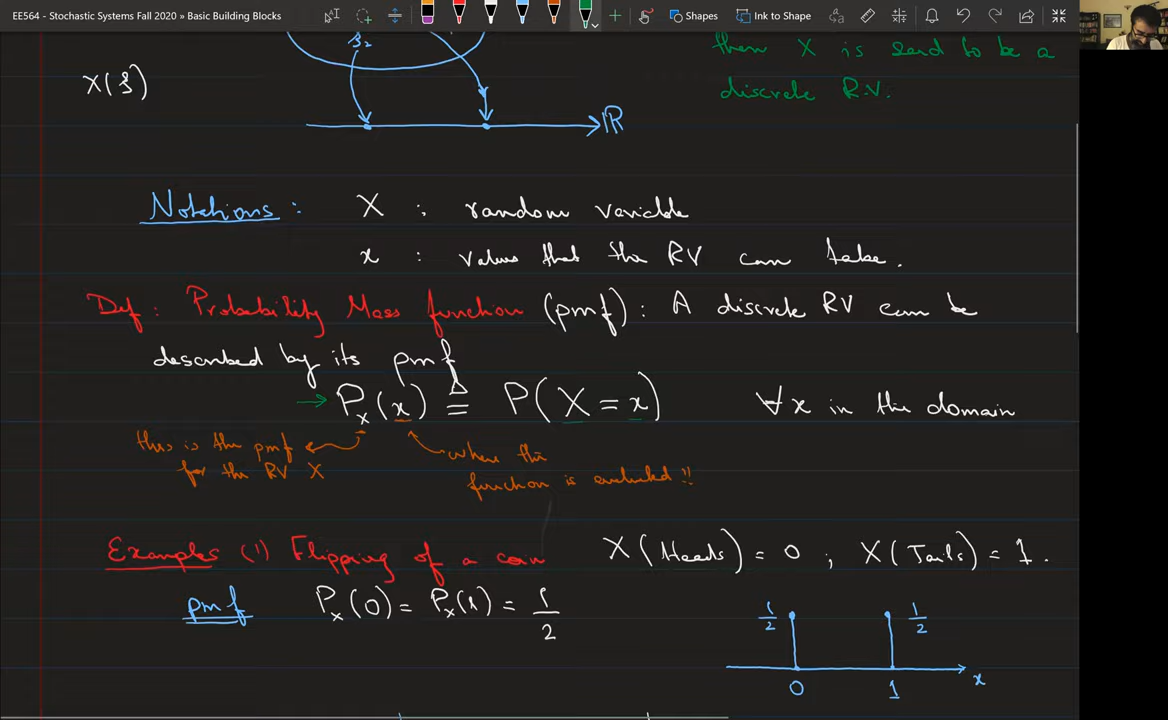 EE564 - Stochastic Systems Fall 2020 » Basic Building Blocks
Shapes
Ink to Shape
then X is said to be a
discrete R.V.
X(ξ)
ξ₂
ℝ
Notations : X : random variable
x : values that the RV can take.
Def : Probability Mass function (pmf) : A discrete RV can be
described by its pmf
→ Pₓ(x) ≜ P(X = x) ∀x in the domain
this is the pmf
for the RV X
where the
function is evaluated !!
Examples (1) Flipping of a coin X(Heads) = 0 ; X(Tails) = 1.
pmf Pₓ(0) = Pₓ(1) = 1/2
1/2 1/2
0 1 x